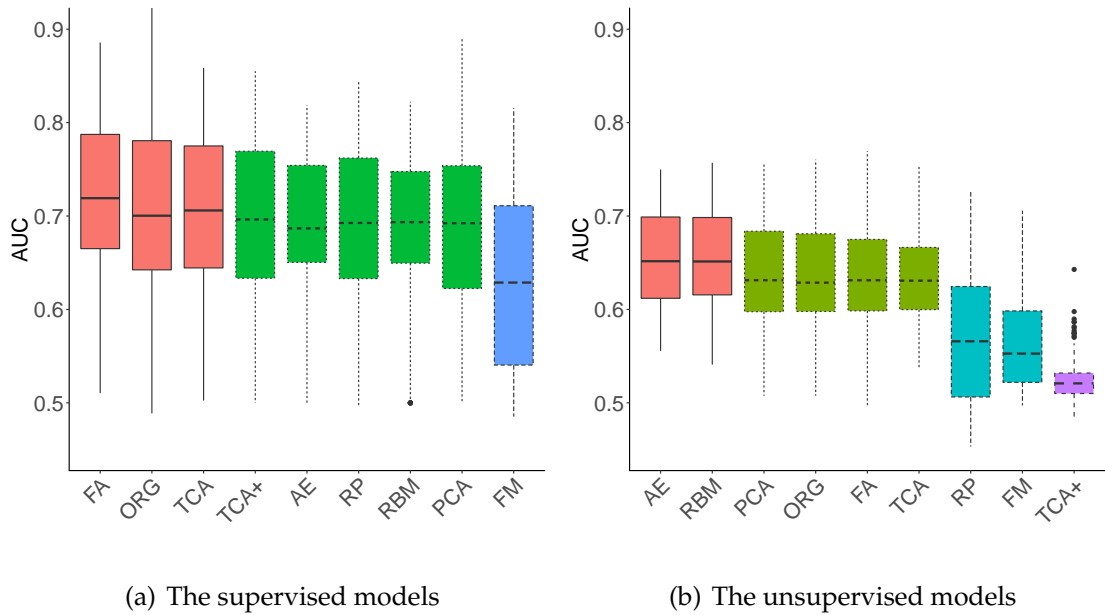 AUC
0.9
0.8
0.7
0.6
0.5
FA ORG TCA TCA+ AE RP RBM PCA FM
(a) The supervised models
AUC
0.9
0.8
0.7
0.6
0.5
AE RBM PCA ORG FA TCA RP FM TCA+
(b) The unsupervised models